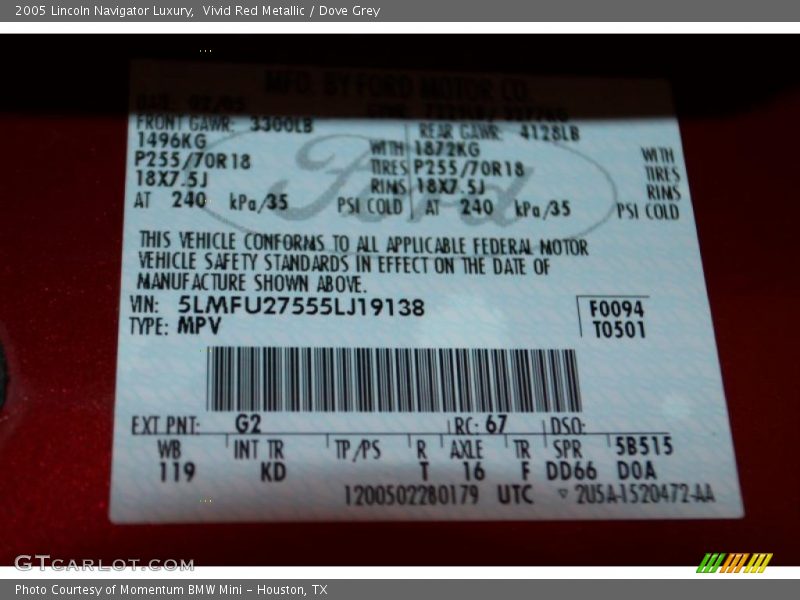 2005 Lincoln Navigator Luxury, Vivid Red Metallic / Dove Grey
MFG. BY FORD MOTOR CO.
DATE: 02/05
FRONT GAWR: 3300LB REAR GAWR: 4128LB
1496KG WITH 1872KG WITH
P255/70R18 TIRES P255/70R18 TIRES
18X7.5J RIMS 18X7.5J RIMS
AT 240 kPa/35 PSI COLD AT 240 kPa/35 PSI COLD
Ford
THIS VEHICLE CONFORMS TO ALL APPLICABLE FEDERAL MOTOR
VEHICLE SAFETY STANDARDS IN EFFECT ON THE DATE OF
MANUFACTURE SHOWN ABOVE.
VIN: 5LMFU27555LJ19138 F0094
TYPE: MPV T0501
EXT PNT: G2 RC: 67 DSO:
WB INT TR TP/PS R AXLE TR SPR 5B515
119 KD T 16 F DD66 D0A
1200502280179 UTC ▽ 2U5A-1520472-AA
GTCARLOT.COM
Photo Courtesy of Momentum BMW Mini - Houston, TX